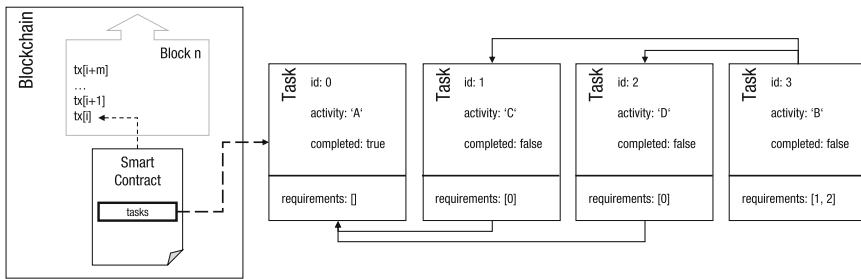 Blockchain
Block n
tx[i+m]
...
tx[i+1]
tx[i]
Smart
Contract
tasks
Task
id: 0
activity: ‘A‘
completed: true
requirements: []
Task
id: 1
activity: ‘C‘
completed: false
requirements: [0]
Task
id: 2
activity: ‘D‘
completed: false
requirements: [0]
Task
id: 3
activity: ‘B‘
completed: false
requirements: [1, 2]